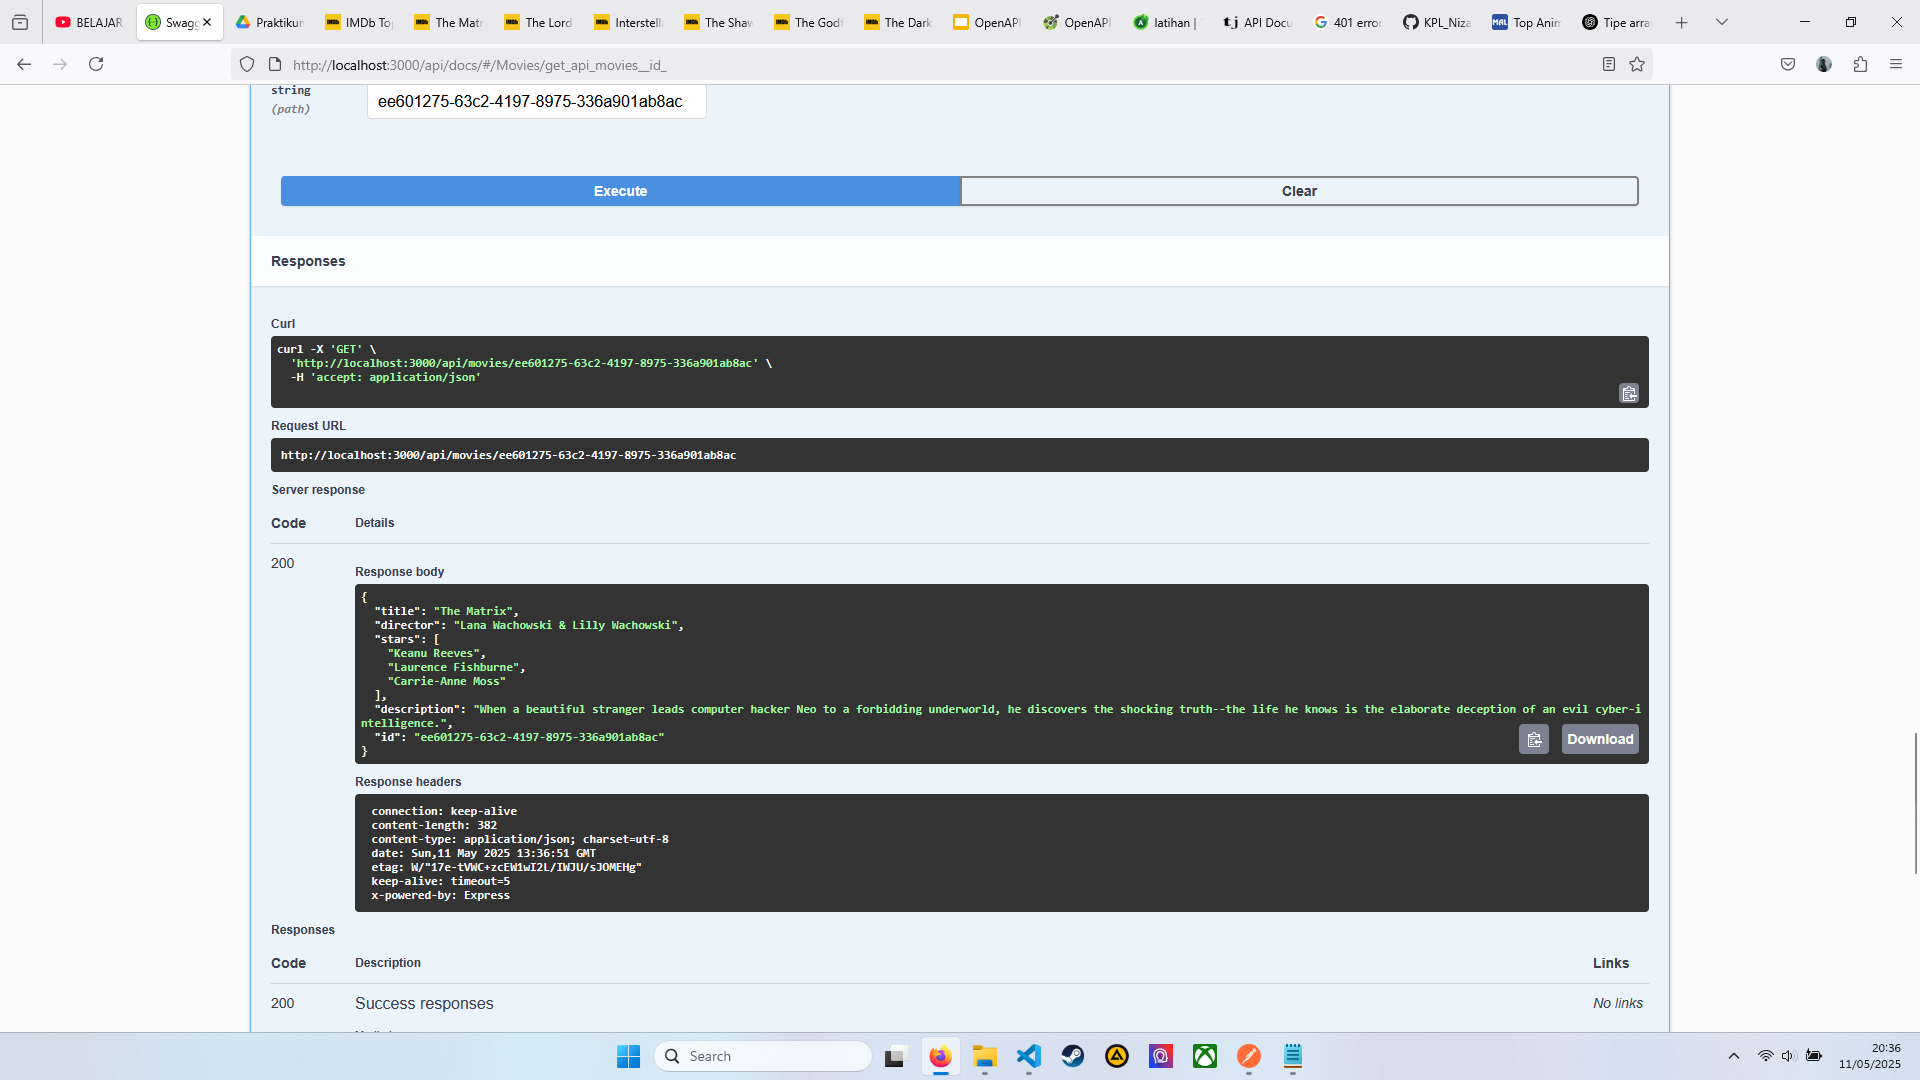 BELAJAR
Swagg
Praktikun
IMDb Top
The Matr
The Lord
Interstell
The Shaw
The Godf
The Dark
OpenAPI
OpenAPI
latihan |
API Docu
401 error
KPL_Niza
Top Anim
Tipe arra
http://localhost:3000/api/docs/#/Movies/get_api_movies__id_
string
(path)
ee601275-63c2-4197-8975-336a901ab8ac
Execute
Clear
Responses
Curl
curl -X 'GET' \
'http://localhost:3000/api/movies/ee601275-63c2-4197-8975-336a901ab8ac' \
-H 'accept: application/json'
Request URL
http://localhost:3000/api/movies/ee601275-63c2-4197-8975-336a901ab8ac
Server response
Code Details
200
Response body
{
"title": "The Matrix",
"director": "Lana Wachowski & Lilly Wachowski",
"stars": [
"Keanu Reeves",
"Laurence Fishburne",
"Carrie-Anne Moss"
],
"description": "When a beautiful stranger leads computer hacker Neo to a forbidding underworld, he discovers the shocking truth--the life he knows is the elaborate deception of an evil cyber-i
ntelligence.",
"id": "ee601275-63c2-4197-8975-336a901ab8ac"
}
Download
Response headers
connection: keep-alive
content-length: 382
content-type: application/json; charset=utf-8
date: Sun,11 May 2025 13:36:51 GMT
etag: W/"17e-tVWC+zcEW1wI2L/IWJU/sJOMEHg"
keep-alive: timeout=5
x-powered-by: Express
Responses
Code Description Links
200 Success responses No links
Search
20:36
11/05/2025